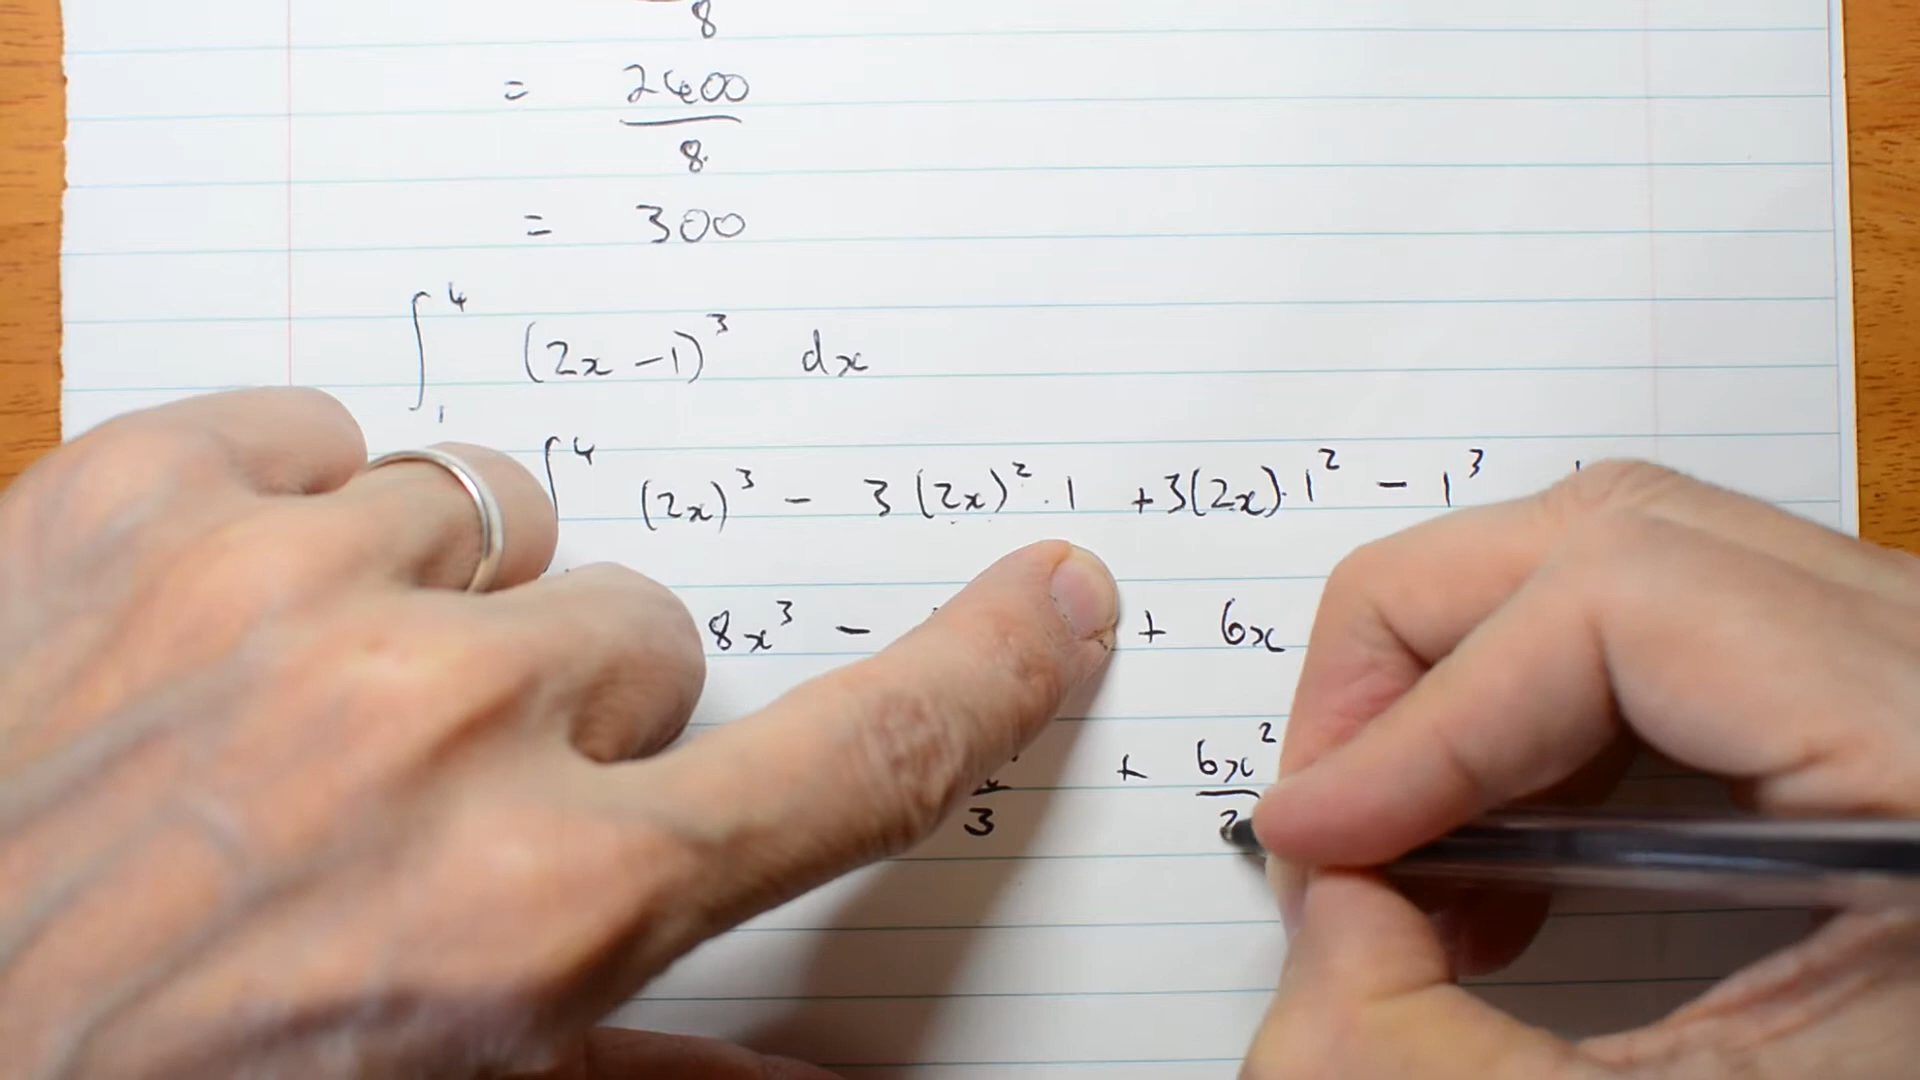 8
= 2400
8
= 300
∫₁⁴ (2x - 1)³ dx
∫⁴ (2x)³ - 3(2x)² · 1 + 3(2x) · 1² - 1³
8x³ - + 6x
+ 6x²
3 2